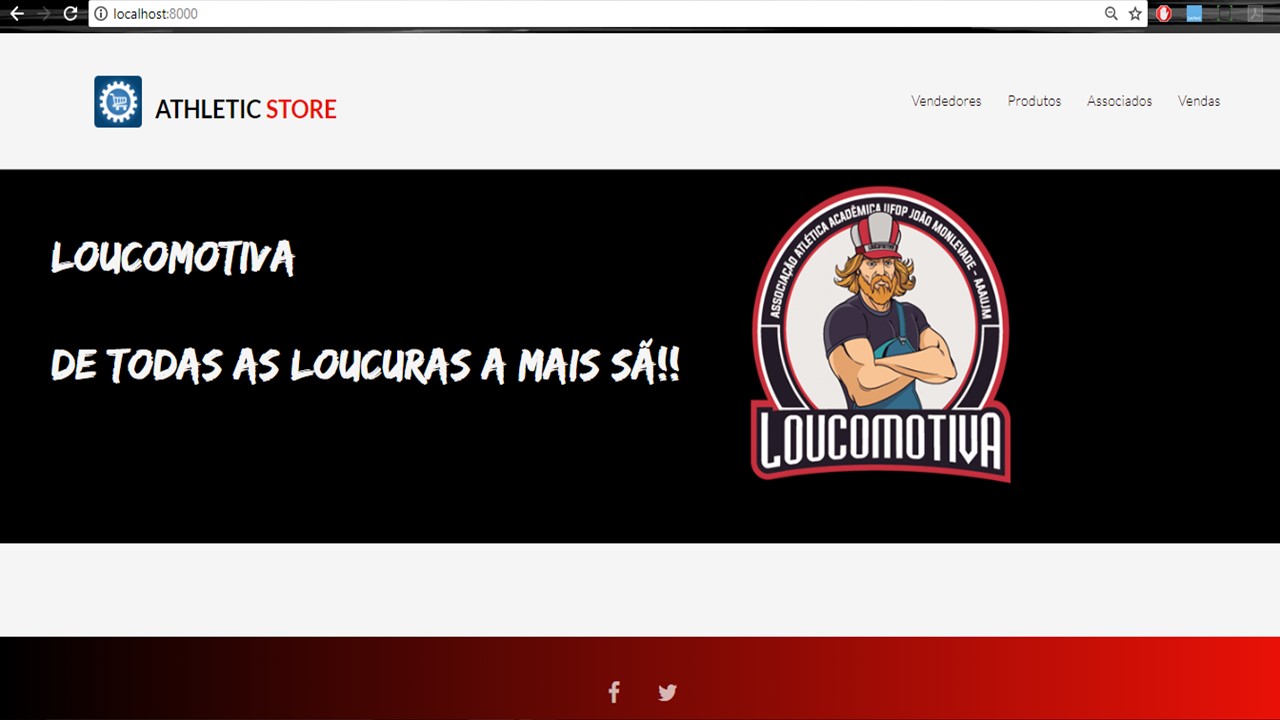 localhost:8000
ATHLETIC STORE
Vendedores Produtos Associados Vendas
LOUCOMOTIVA
DE TODAS AS LOUCURAS A MAIS SÃ!!
ASSOCIAÇÃO ATLÉTICA ACADÊMICA UFOP JOÃO MONLEVADE - AAAUJM
LOUCOMOTIVA
LOUCOMOTIVA